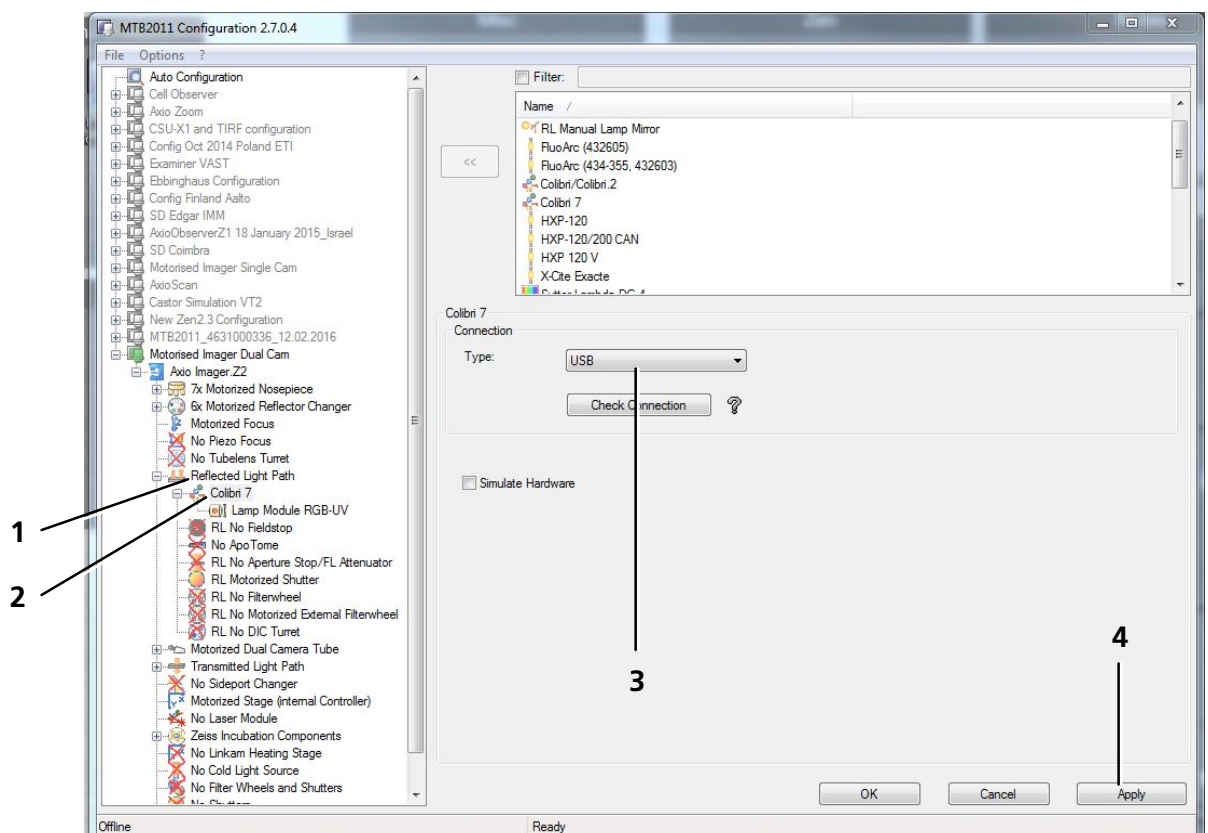 MTB2011 Configuration 2.7.0.4
File Options ?
Auto Configuration
Cell Observer
Axio Zoom
CSU-X1 and TIRF configuration
Config Oct 2014 Poland ETI
Examiner VAST
Ebbinghaus Configuration
Config Finland Aalto
SD Edgar IMM
AxioObserverZ1 18 January 2015_Israel
SD Coimbra
Motorised Imager Single Cam
AxioScan
Castor Simulation VT2
New Zen2.3 Configuration
MTB2011_4631000336_12.02.2016
Motorised Imager Dual Cam
Axio Imager.Z2
7x Motorized Nosepiece
6x Motorized Reflector Changer
Motorized Focus
No Piezo Focus
No Tubelens Turret
Reflected Light Path
Colibri 7
Lamp Module RGB-UV
RL No Fieldstop
No ApoTome
RL No Aperture Stop/FL Attenuator
RL Motorized Shutter
RL No Filterwheel
RL No Motorized External Filterwheel
RL No DIC Turret
Motorized Dual Camera Tube
Transmitted Light Path
No Sideport Changer
Motorized Stage (internal Controller)
No Laser Module
Zeiss Incubation Components
No Linkam Heating Stage
No Cold Light Source
No Filter Wheels and Shutters
No Shutters
1
2
<<
Filter:
Name /
RL Manual Lamp Mirror
FluoArc (432605)
FluoArc (434-355, 432603)
Colibri/Colibri.2
Colibri 7
HXP-120
HXP-120/200 CAN
HXP 120 V
X-Cite Exacte
Sutter Lambda DG-4
Colibri 7
Connection
Type: USB
Check Connection
Simulate Hardware
3
4
OK Cancel Apply
Offline Ready